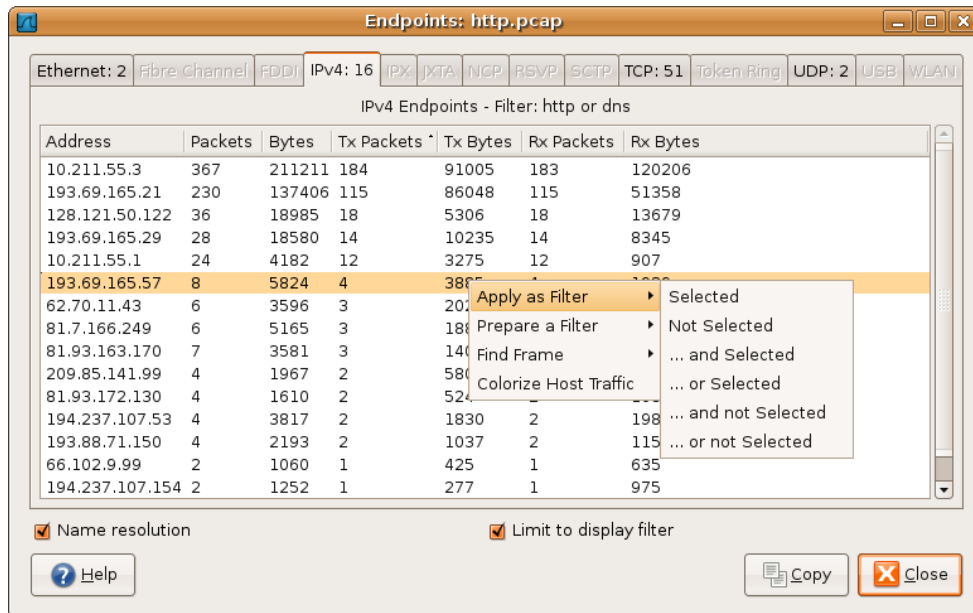 Endpoints: http.pcap
Ethernet: 2 Fibre Channel FDDI IPv4: 16 IPX JXTA NCP RSVP SCTP TCP: 51 Token Ring UDP: 2 USB WLAN
IPv4 Endpoints - Filter: http or dns
Address Packets Bytes Tx Packets Tx Bytes Rx Packets Rx Bytes
10.211.55.3 367 211211 184 91005 183 120206
193.69.165.21 230 137406 115 86048 115 51358
128.121.50.122 36 18985 18 5306 18 13679
193.69.165.29 28 18580 14 10235 14 8345
10.211.55.1 24 4182 12 3275 12 907
193.69.165.57 8 5824 4
62.70.11.43 6 3596 3
81.7.166.249 6 5165 3
81.93.163.170 7 3581 3
209.85.141.99 4 1967 2
81.93.172.130 4 1610 2
194.237.107.53 4 3817 2 1830 2
193.88.71.150 4 2193 2 1037 2
66.102.9.99 2 1060 1 425 1 635
194.237.107.154 2 1252 1 277 1 975
Apply as Filter
Prepare a Filter
Find Frame
Colorize Host Traffic
Selected
Not Selected
... and Selected
... or Selected
... and not Selected
... or not Selected
Name resolution Limit to display filter
Help Copy Close